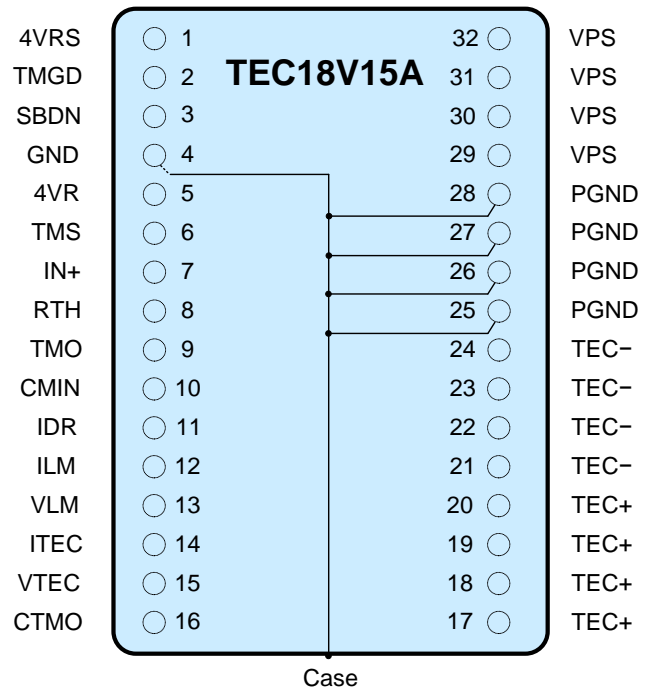 TEC18V15A
4VRS 1 32 VPS
TMGD 2 31 VPS
SBDN 3 30 VPS
GND 4 29 VPS
4VR 5 28 PGND
TMS 6 27 PGND
IN+ 7 26 PGND
RTH 8 25 PGND
TMO 9 24 TEC−
CMIN 10 23 TEC−
IDR 11 22 TEC−
ILM 12 21 TEC−
VLM 13 20 TEC+
ITEC 14 19 TEC+
VTEC 15 18 TEC+
CTMO 16 17 TEC+
Case